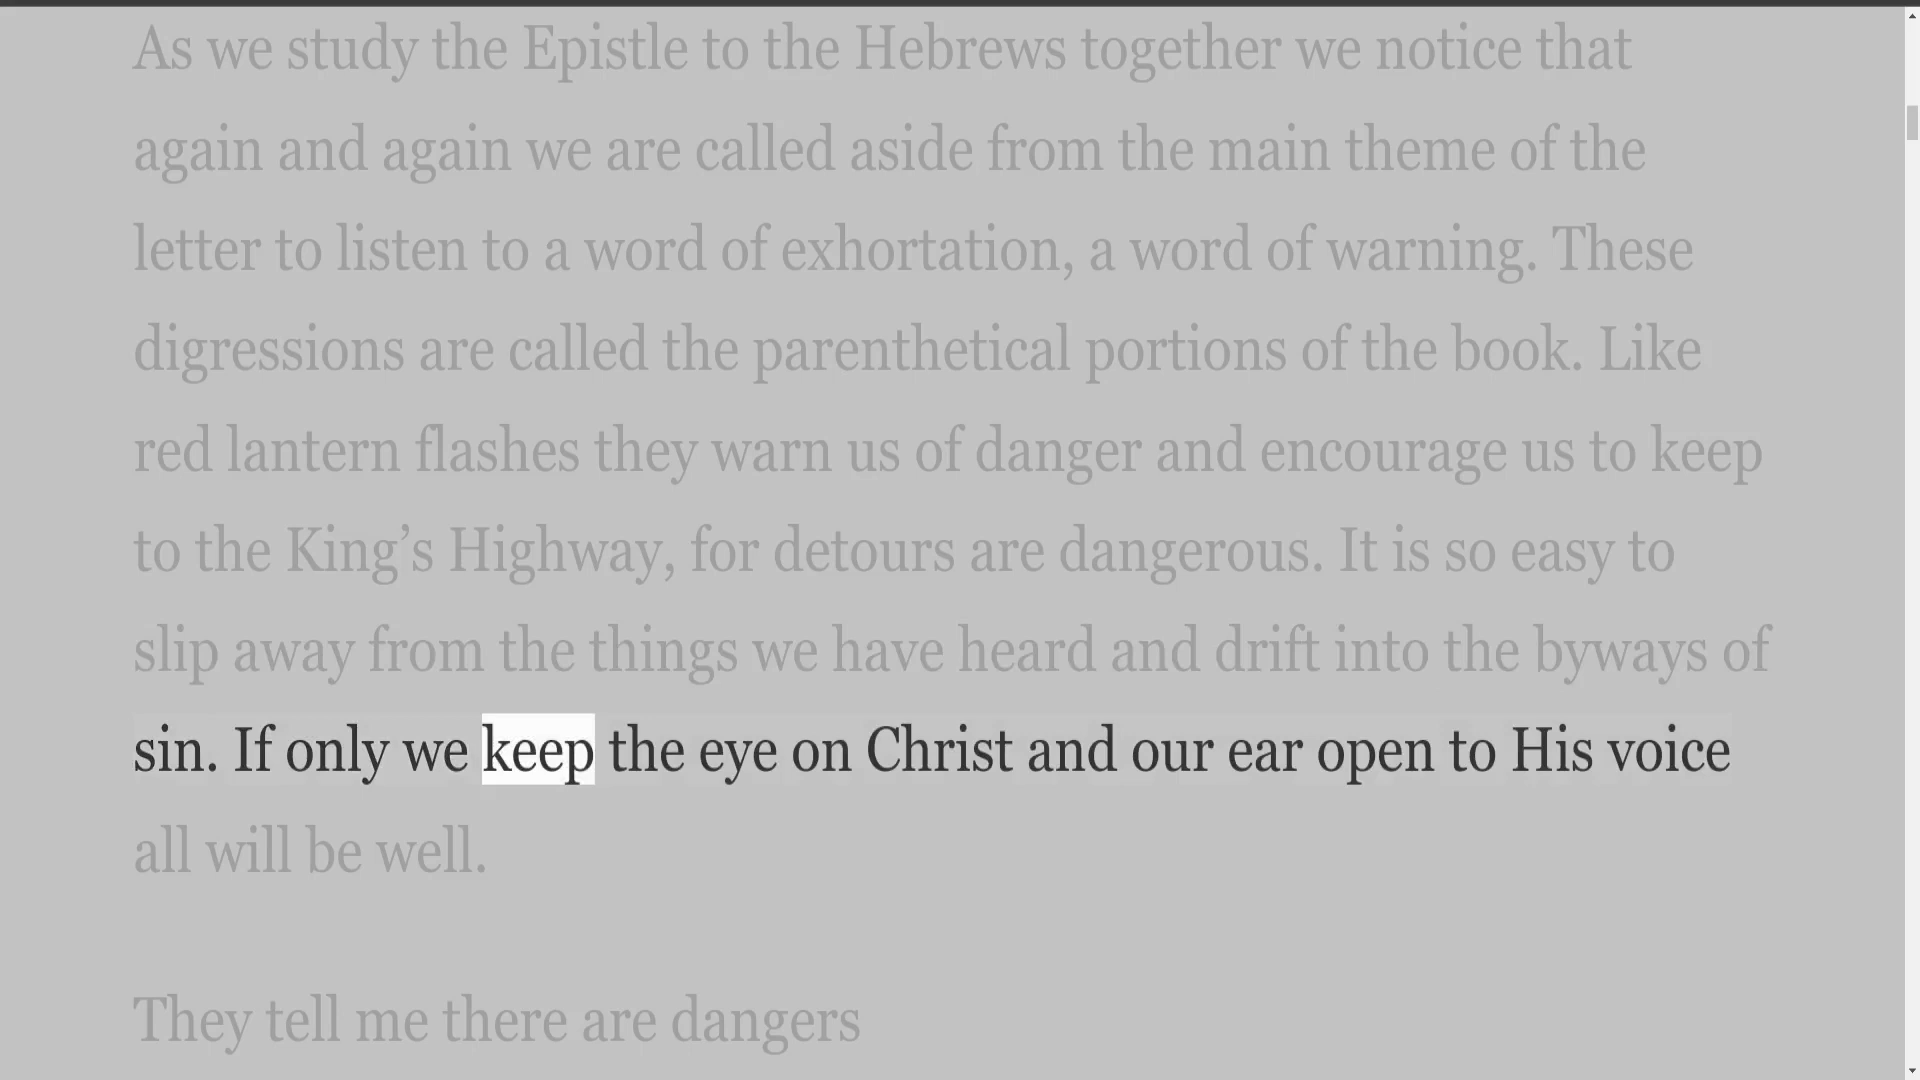 As we study the Epistle to the Hebrews together we notice that
again and again we are called aside from the main theme of the
letter to listen to a word of exhortation, a word of warning. These
digressions are called the parenthetical portions of the book. Like
red lantern flashes they warn us of danger and encourage us to keep
to the King’s Highway, for detours are dangerous. It is so easy to
slip away from the things we have heard and drift into the byways of
sin. If only we keep the eye on Christ and our ear open to His voice
all will be well.
They tell me there are dangers